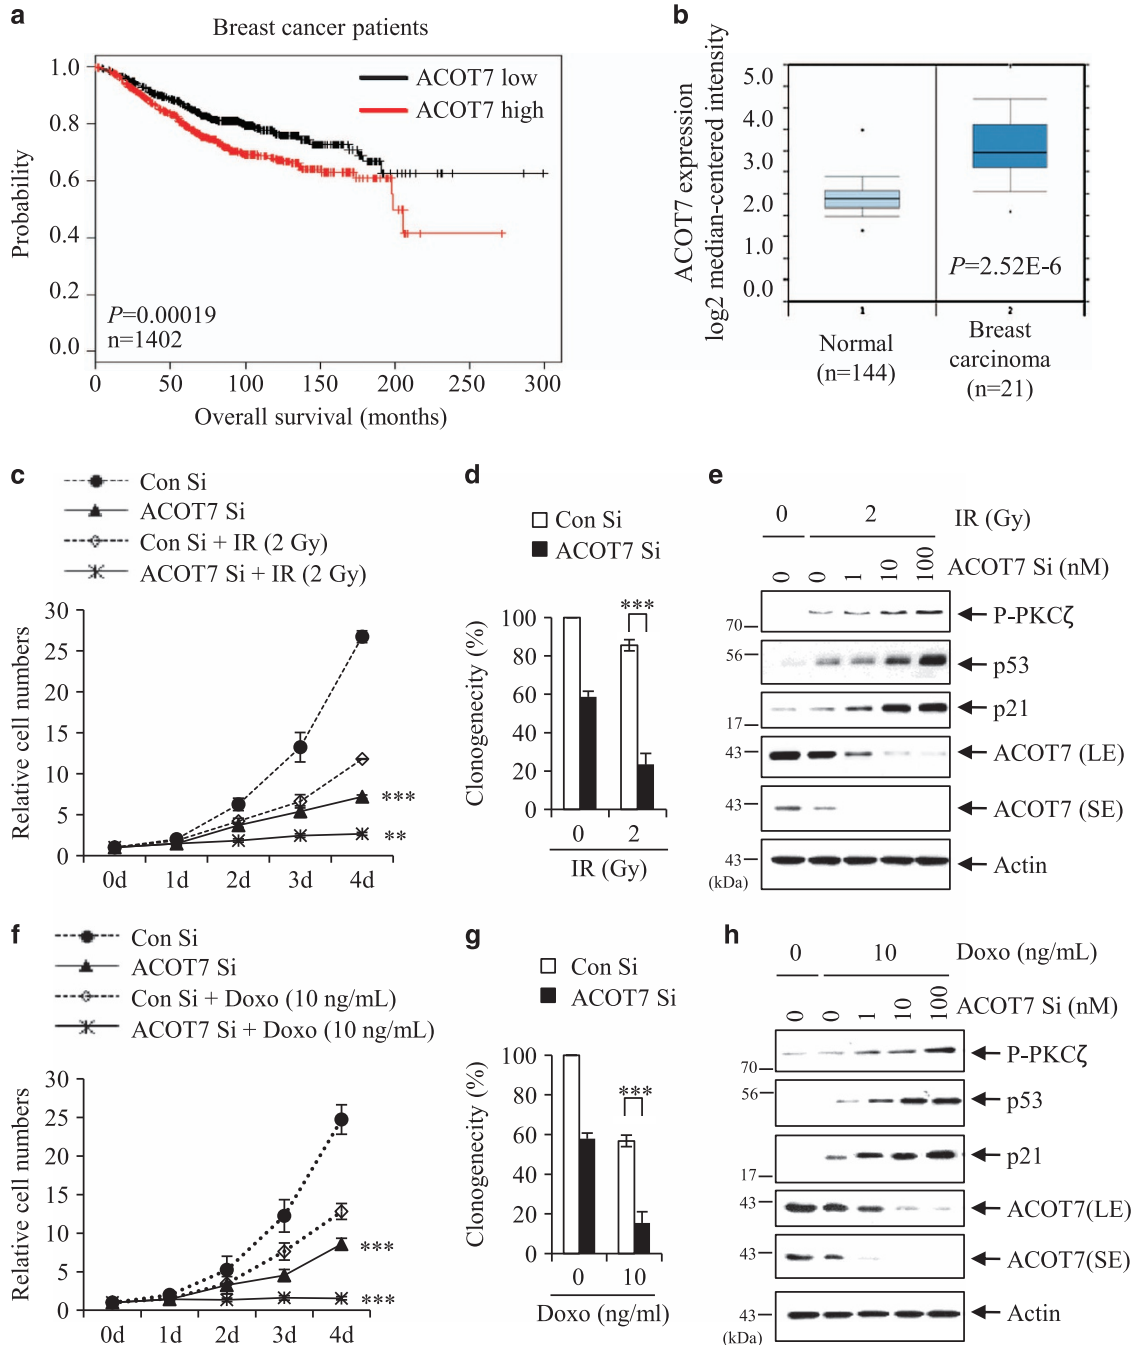 a
Breast cancer patients
1.0
0.8
0.6
0.4
0.2
0.0
Probability
ACOT7 low
ACOT7 high
P=0.00019
n=1402
0 50 100 150 200 250 300
Overall survival (months)
b
ACOT7 expression
log2 median-centered intensity
5.0
4.0
3.0
2.0
1.0
0.0
P=2.52E-6
1 2
Normal
(n=144)
Breast
carcinoma
(n=21)
c
Con Si
ACOT7 Si
Con Si + IR (2 Gy)
ACOT7 Si + IR (2 Gy)
Relative cell numbers
30
25
20
15
10
5
0
***
**
0d 1d 2d 3d 4d
d
Con Si
ACOT7 Si
Clonogenecity (%)
100
80
60
40
20
0
***
0 2
IR (Gy)
e
0 2 IR (Gy)
0 0 1 10 100 ACOT7 Si (nM)
70 P-PKCζ
56 p53
17 p21
43 ACOT7 (LE)
43 ACOT7 (SE)
43 Actin
(kDa)
f
Con Si
ACOT7 Si
Con Si + Doxo (10 ng/mL)
ACOT7 Si + Doxo (10 ng/mL)
Relative cell numbers
30
25
20
15
10
5
0
***
***
0d 1d 2d 3d 4d
g
Con Si
ACOT7 Si
Clonogenecity (%)
100
80
60
40
20
0
***
0 10
Doxo (ng/ml)
h
0 10 Doxo (ng/mL)
0 0 1 10 100 ACOT7 Si (nM)
70 P-PKCζ
56 p53
17 p21
43 ACOT7(LE)
43 ACOT7(SE)
43 Actin
(kDa)